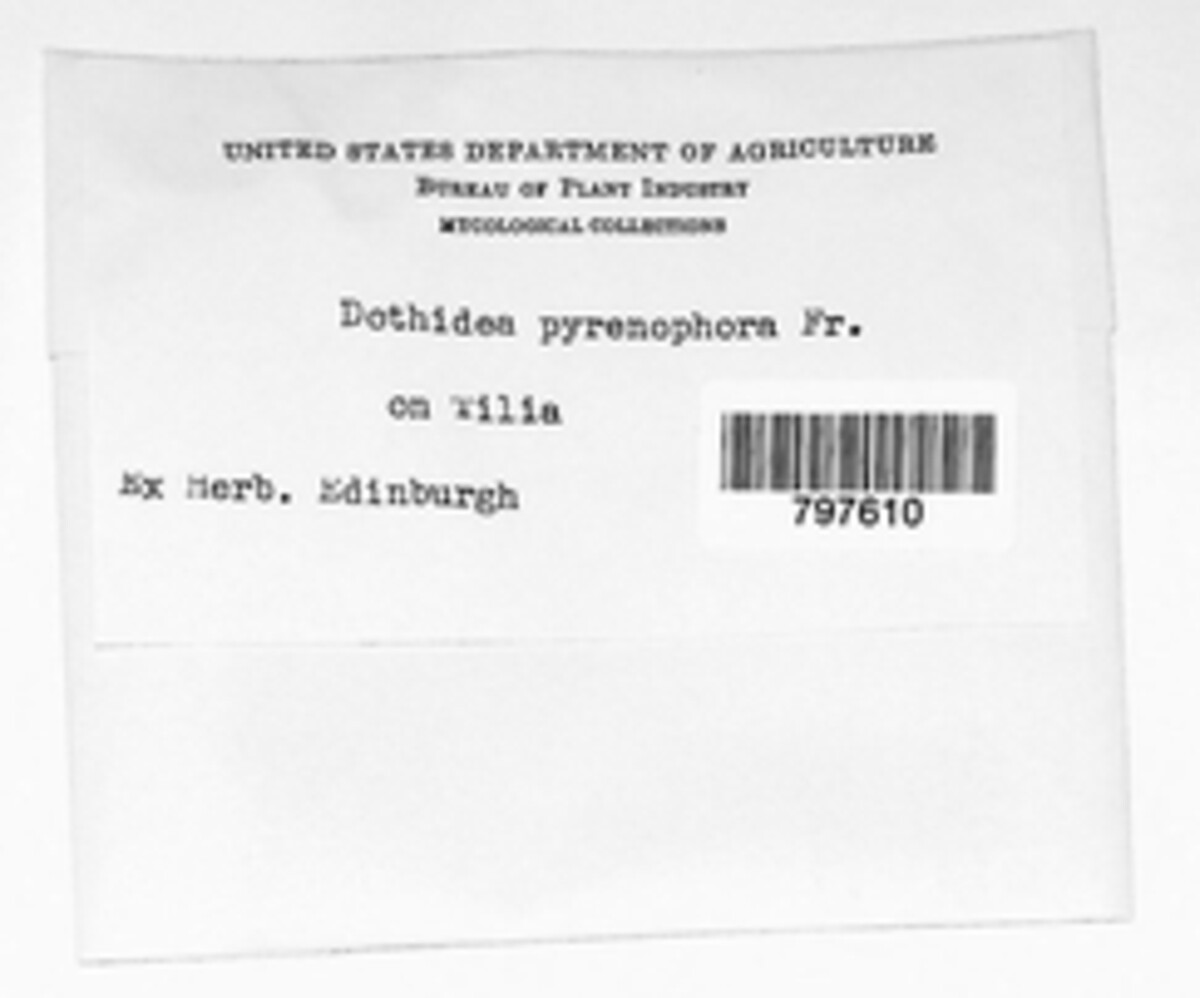 UNITED STATES DEPARTMENT OF AGRICULTURE
BUREAU OF PLANT INDUSTRY
MYCOLOGICAL COLLECTIONS
Dothidea pyrenophora Fr.
on Tilia
Ex Herb. Edinburgh
797610